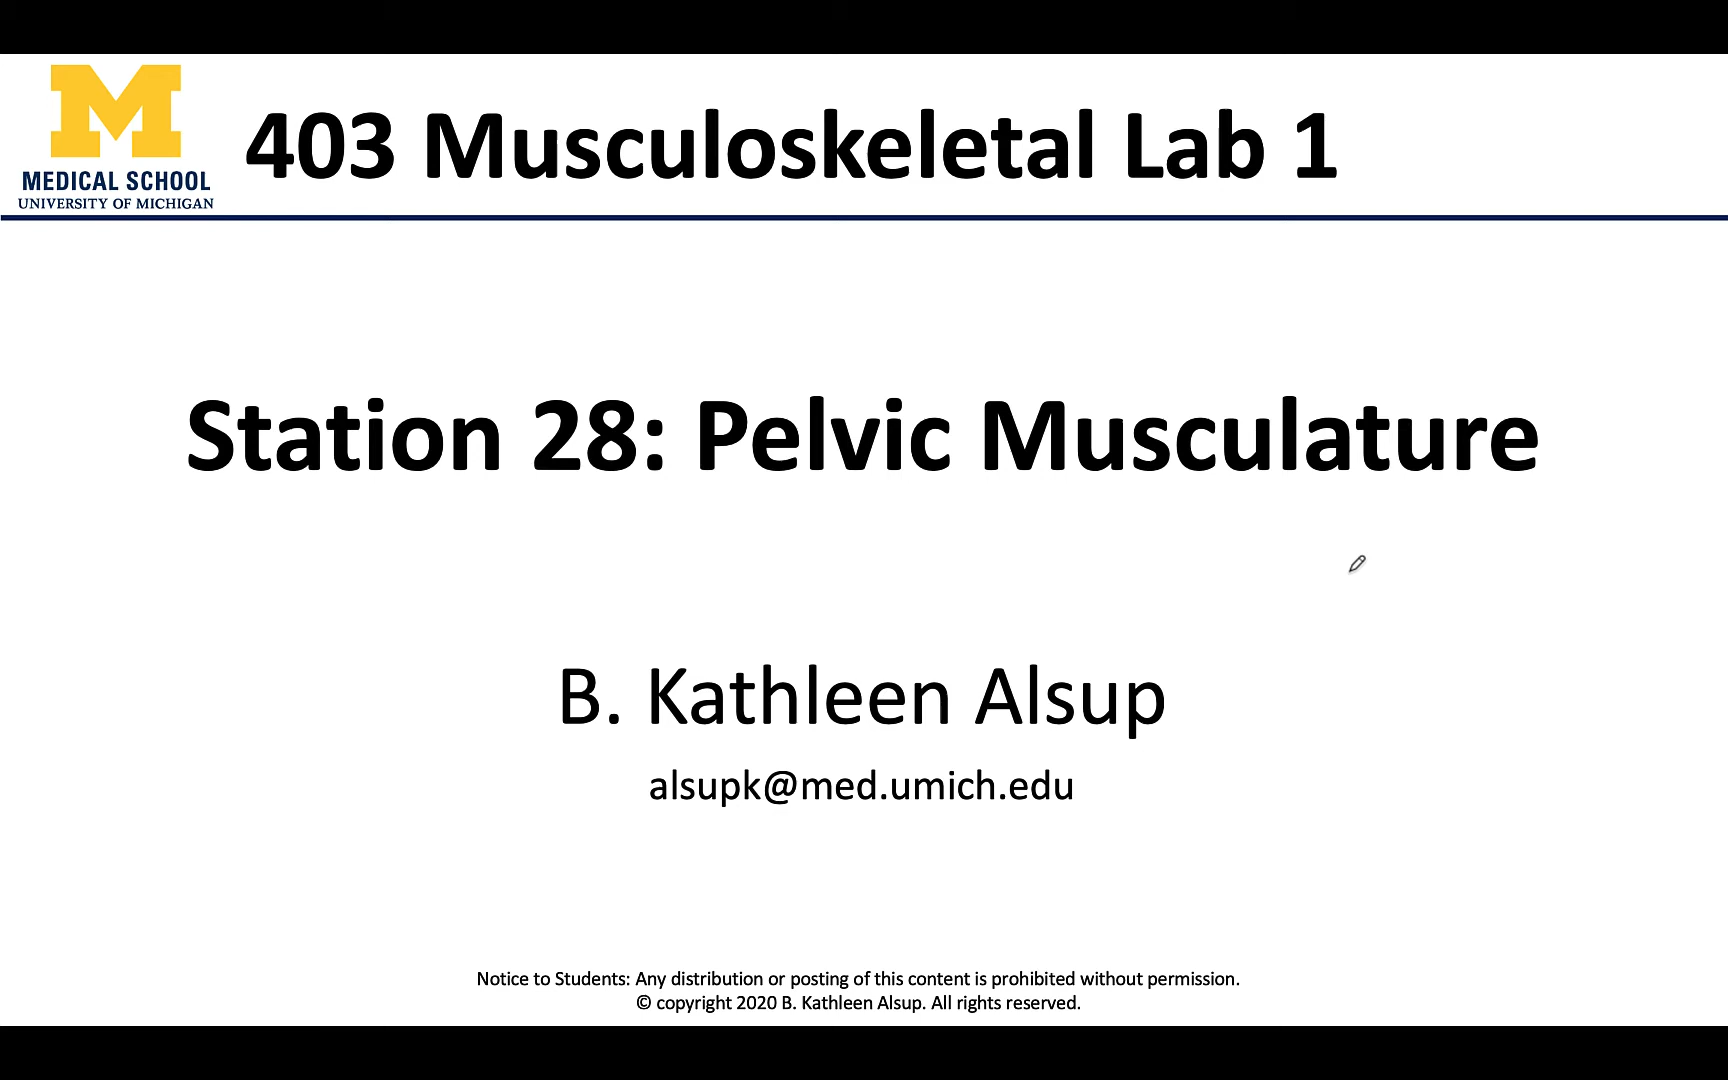 MEDICAL SCHOOL
UNIVERSITY OF MICHIGAN
403 Musculoskeletal Lab 1
Station 28: Pelvic Musculature
B. Kathleen Alsup
alsupk@med.umich.edu
Notice to Students: Any distribution or posting of this content is prohibited without permission.
© copyright 2020 B. Kathleen Alsup. All rights reserved.